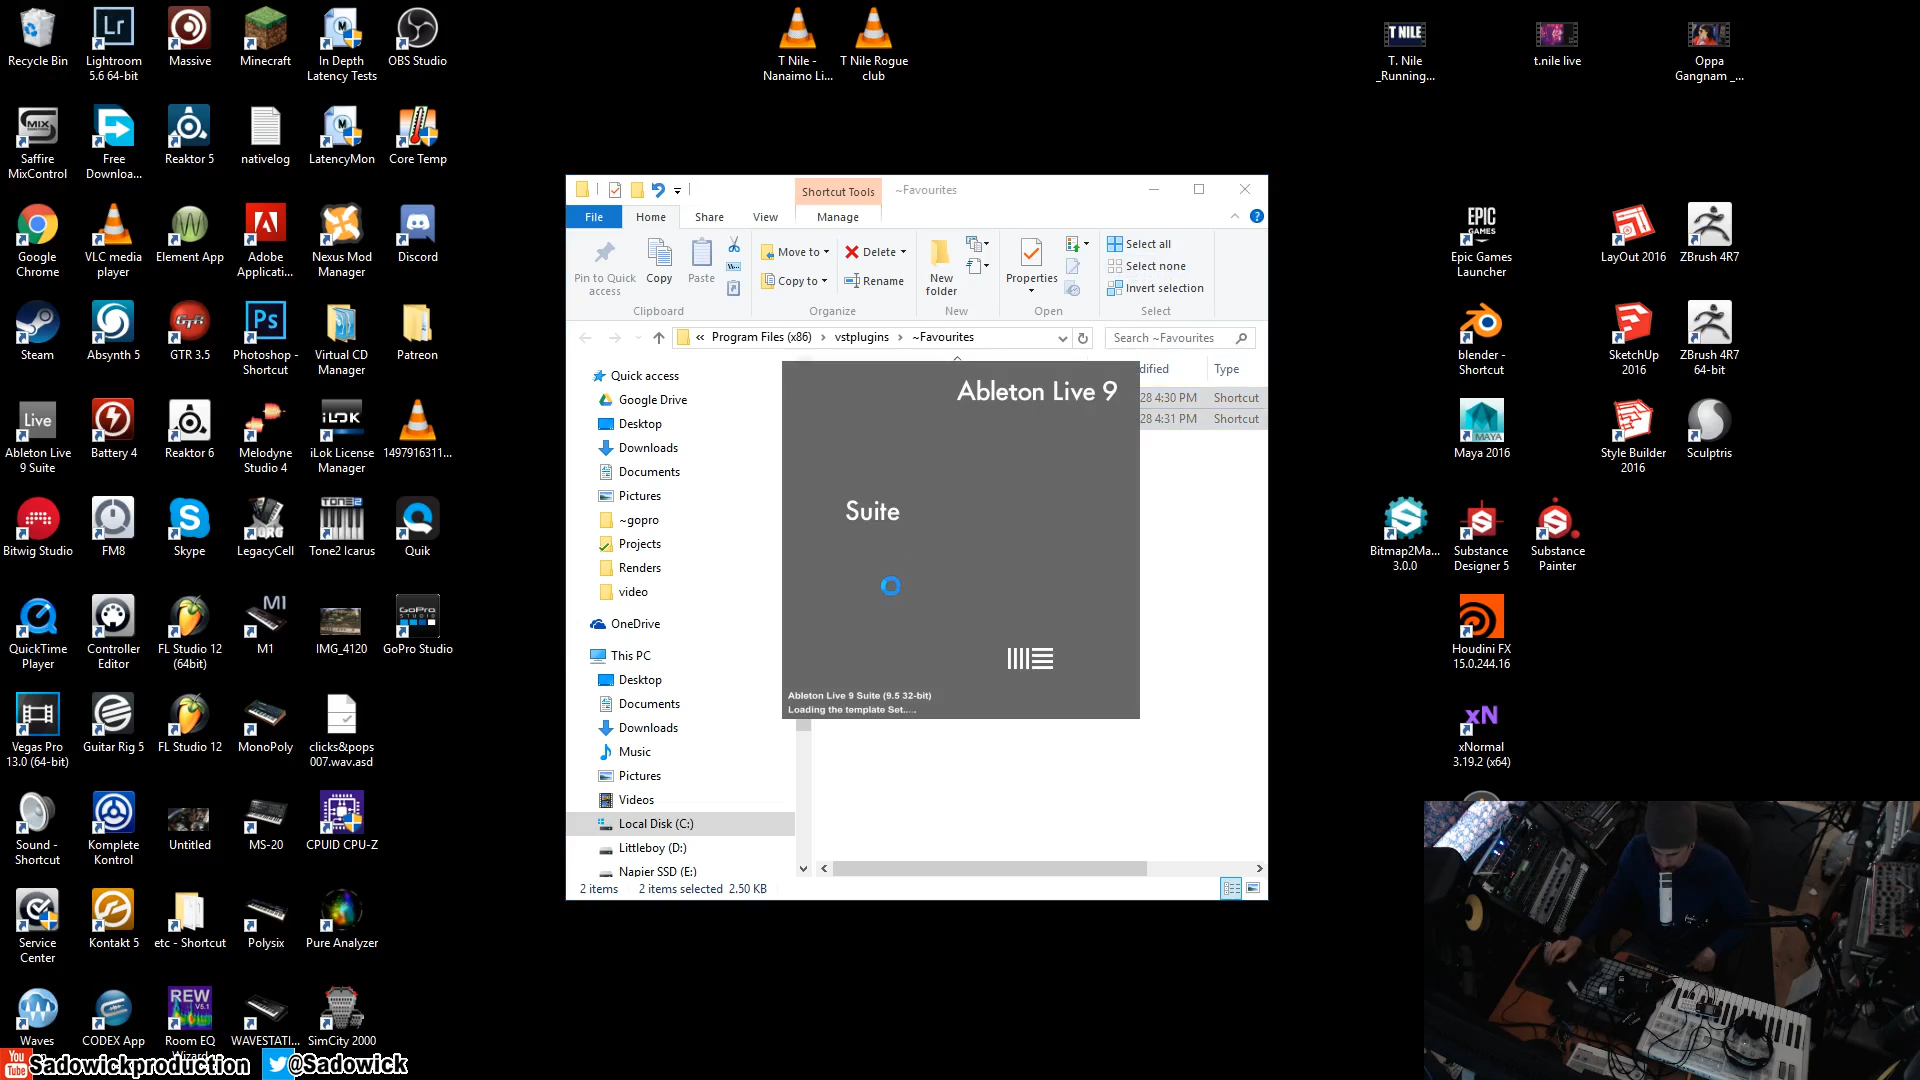 Recycle Bin
Lightroom
5.6 64-bit
Massive
Minecraft
In Depth
Latency Tests
OBS Studio
T Nile -
Nanaimo Li...
T Nile Rogue
club
T NILE
T. Nile
_Running...
t.nile live
Oppa
Gangnam _...
Saffire
MixControl
Free
Downloa...
Reaktor 5
nativelog
LatencyMon
Core Temp
Google
Chrome
VLC media
player
Element App
Adobe
Applicati...
Nexus Mod
Manager
Discord
Steam
Absynth 5
GTR 3.5
Photoshop -
Shortcut
Virtual CD
Manager
Patreon
Live
Ableton Live
9 Suite
Battery 4
Reaktor 6
Melodyne
Studio 4
iLOK
iLok License
Manager
1497916311...
Bitwig Studio
FM8
Skype
LegacyCell
TONE2
Tone2 Icarus
Quik
QuickTime
Player
Controller
Editor
FL Studio 12
(64bit)
M1
M1
IMG_4120
GoPro Studio
Vegas Pro
13.0 (64-bit)
Guitar Rig 5
FL Studio 12
MonoPoly
clicks&pops
007.wav.asd
Sound -
Shortcut
Komplete
Kontrol
Untitled
MS-20
CPUID CPU-Z
Service
Center
Kontakt 5
etc - Shortcut
Polysix
Pure Analyzer
Waves
CODEX App
REW
V5.1
Room EQ
Wizard
WAVESTATI...
SimCity 2000
You
Tube
Sadowickproduction
@Sadowick
Shortcut Tools
~Favourites
File
Home
Share
View
Manage
Pin to Quick
access
Copy
Paste
Clipboard
Move to
Copy to
Delete
Rename
Organize
New
folder
New
Properties
Open
Select all
Select none
Invert selection
Select
« Program Files (x86) > vstplugins > ~Favourites
Search ~Favourites
Quick access
Google Drive
Desktop
Downloads
Documents
Pictures
~gopro
Projects
Renders
video
OneDrive
This PC
Desktop
Documents
Downloads
Music
Pictures
Videos
Local Disk (C:)
Littleboy (D:)
Napier SSD (E:)
dified
Type
28 4:30 PM
Shortcut
28 4:31 PM
Shortcut
Ableton Live 9
Suite
Ableton Live 9 Suite (9.5 32-bit)
Loading the template Set.....
2 items
2 items selected 2.50 KB
EPIC
GAMES
Epic Games
Launcher
LayOut 2016
ZBrush 4R7
blender -
Shortcut
SketchUp
2016
ZBrush 4R7
64-bit
MAYA
Maya 2016
Style Builder
2016
Sculptris
Bitmap2Ma...
3.0.0
Substance
Designer 5
Substance
Painter
Houdini FX
15.0.244.16
xN
xNormal
3.19.2 (x64)